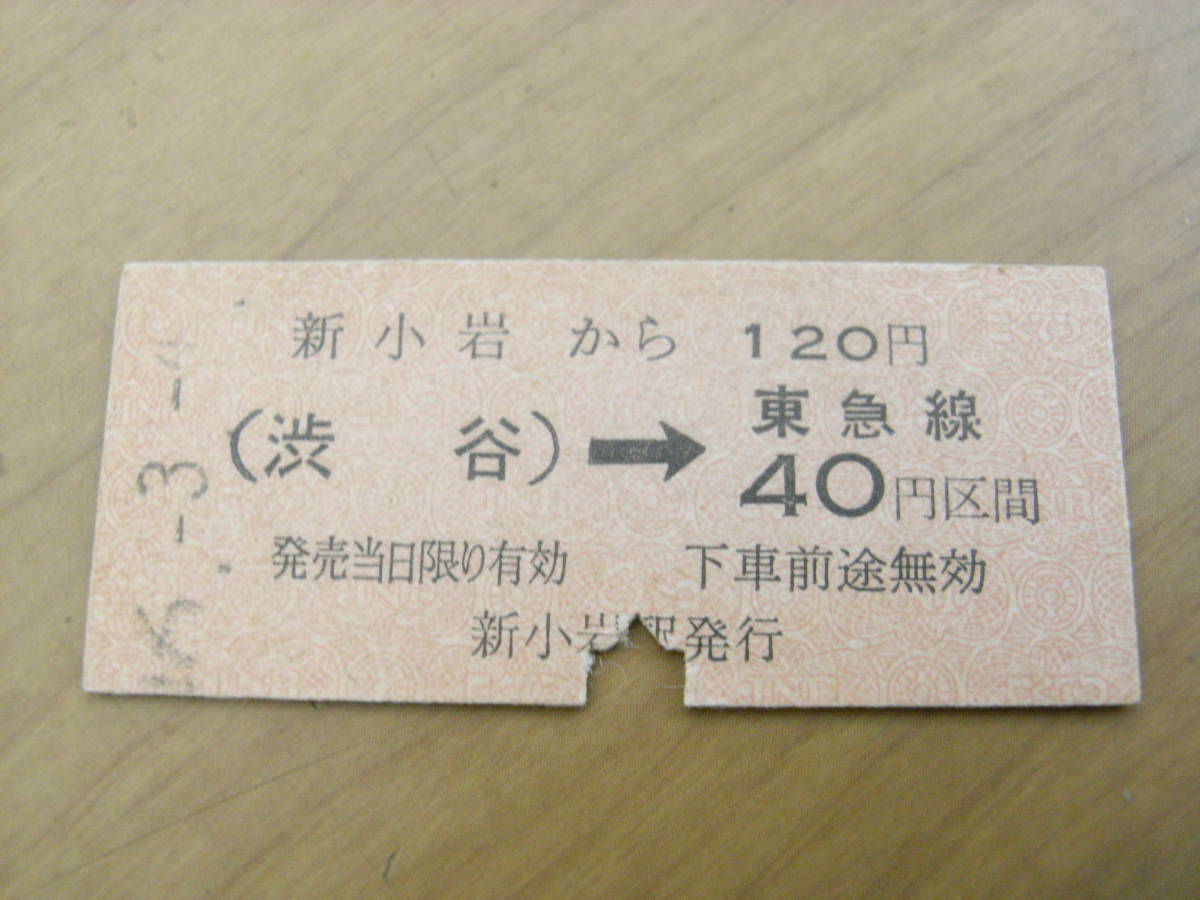 新小岩 から 120円
(渋 谷) ➡ 東急線
40円区間
発売当日限り有効 下車前途無効
新小岩駅発行
-3-4